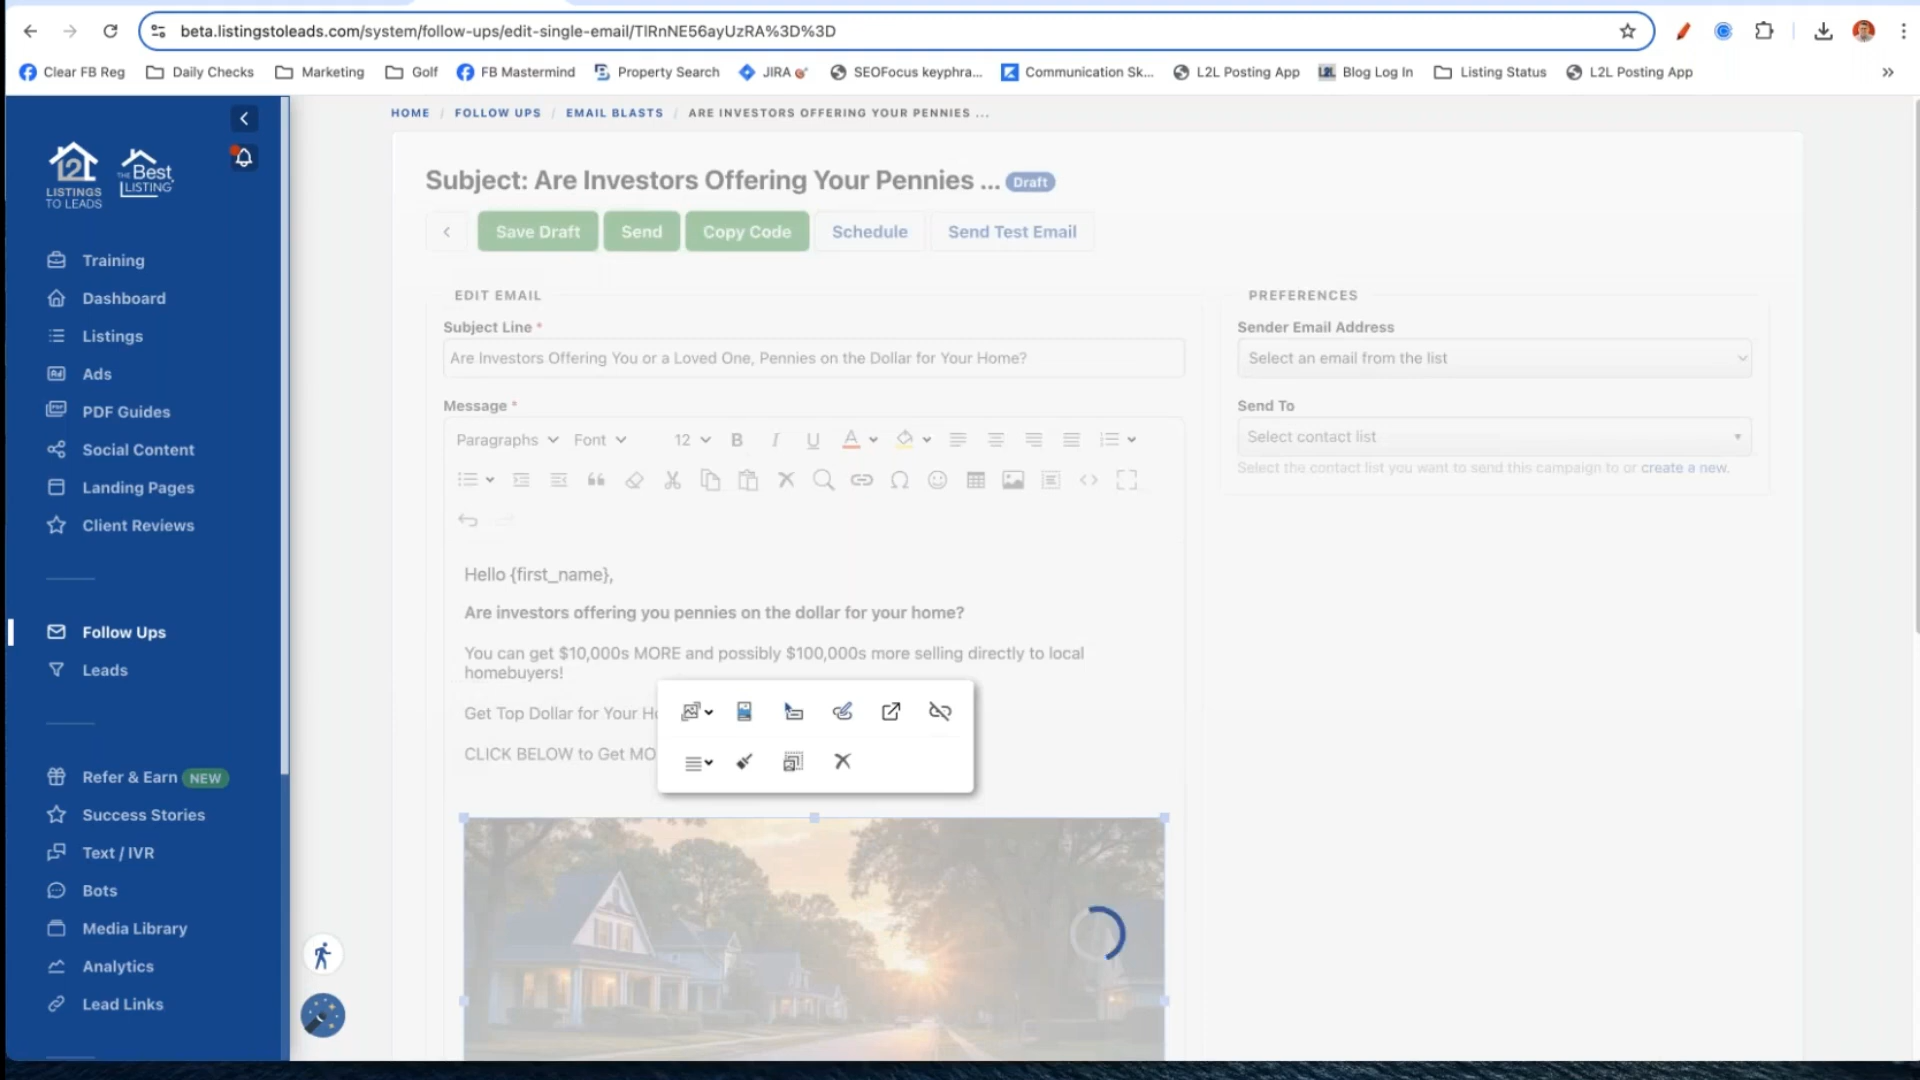 beta.listingstoleads.com/system/follow-ups/edit-single-email/TlRnNE56ayUzRA%3D%3D
Clear FB Reg Daily Checks Marketing Golf FB Mastermind Property Search JIRA SEOFocus keyphra... Communication Sk... L2L Posting App L2L Blog Log In Listing Status L2L Posting App
L2L
LISTINGS
TO LEADS
THE Best
LISTING
Training
Dashboard
Listings
Ads
PDF Guides
Social Content
Landing Pages
Client Reviews
Follow Ups
Leads
Refer & Earn NEW
Success Stories
Text / IVR
Bots
Media Library
Analytics
Lead Links
HOME / FOLLOW UPS / EMAIL BLASTS / ARE INVESTORS OFFERING YOUR PENNIES ...
Subject: Are Investors Offering Your Pennies ... Draft
Save Draft Send Copy Code Schedule Send Test Email
EDIT EMAIL
Subject Line *
Are Investors Offering You or a Loved One, Pennies on the Dollar for Your Home?
Message *
Paragraphs Font 12 B I U A
Hello {first_name},
Are investors offering you pennies on the dollar for your home?
You can get $10,000s MORE and possibly $100,000s more selling directly to local
homebuyers!
Get Top Dollar for Your Ho
CLICK BELOW to Get MO
PREFERENCES
Sender Email Address
Select an email from the list
Send To
Select contact list
Select the contact list you want to send this campaign to or create a new.